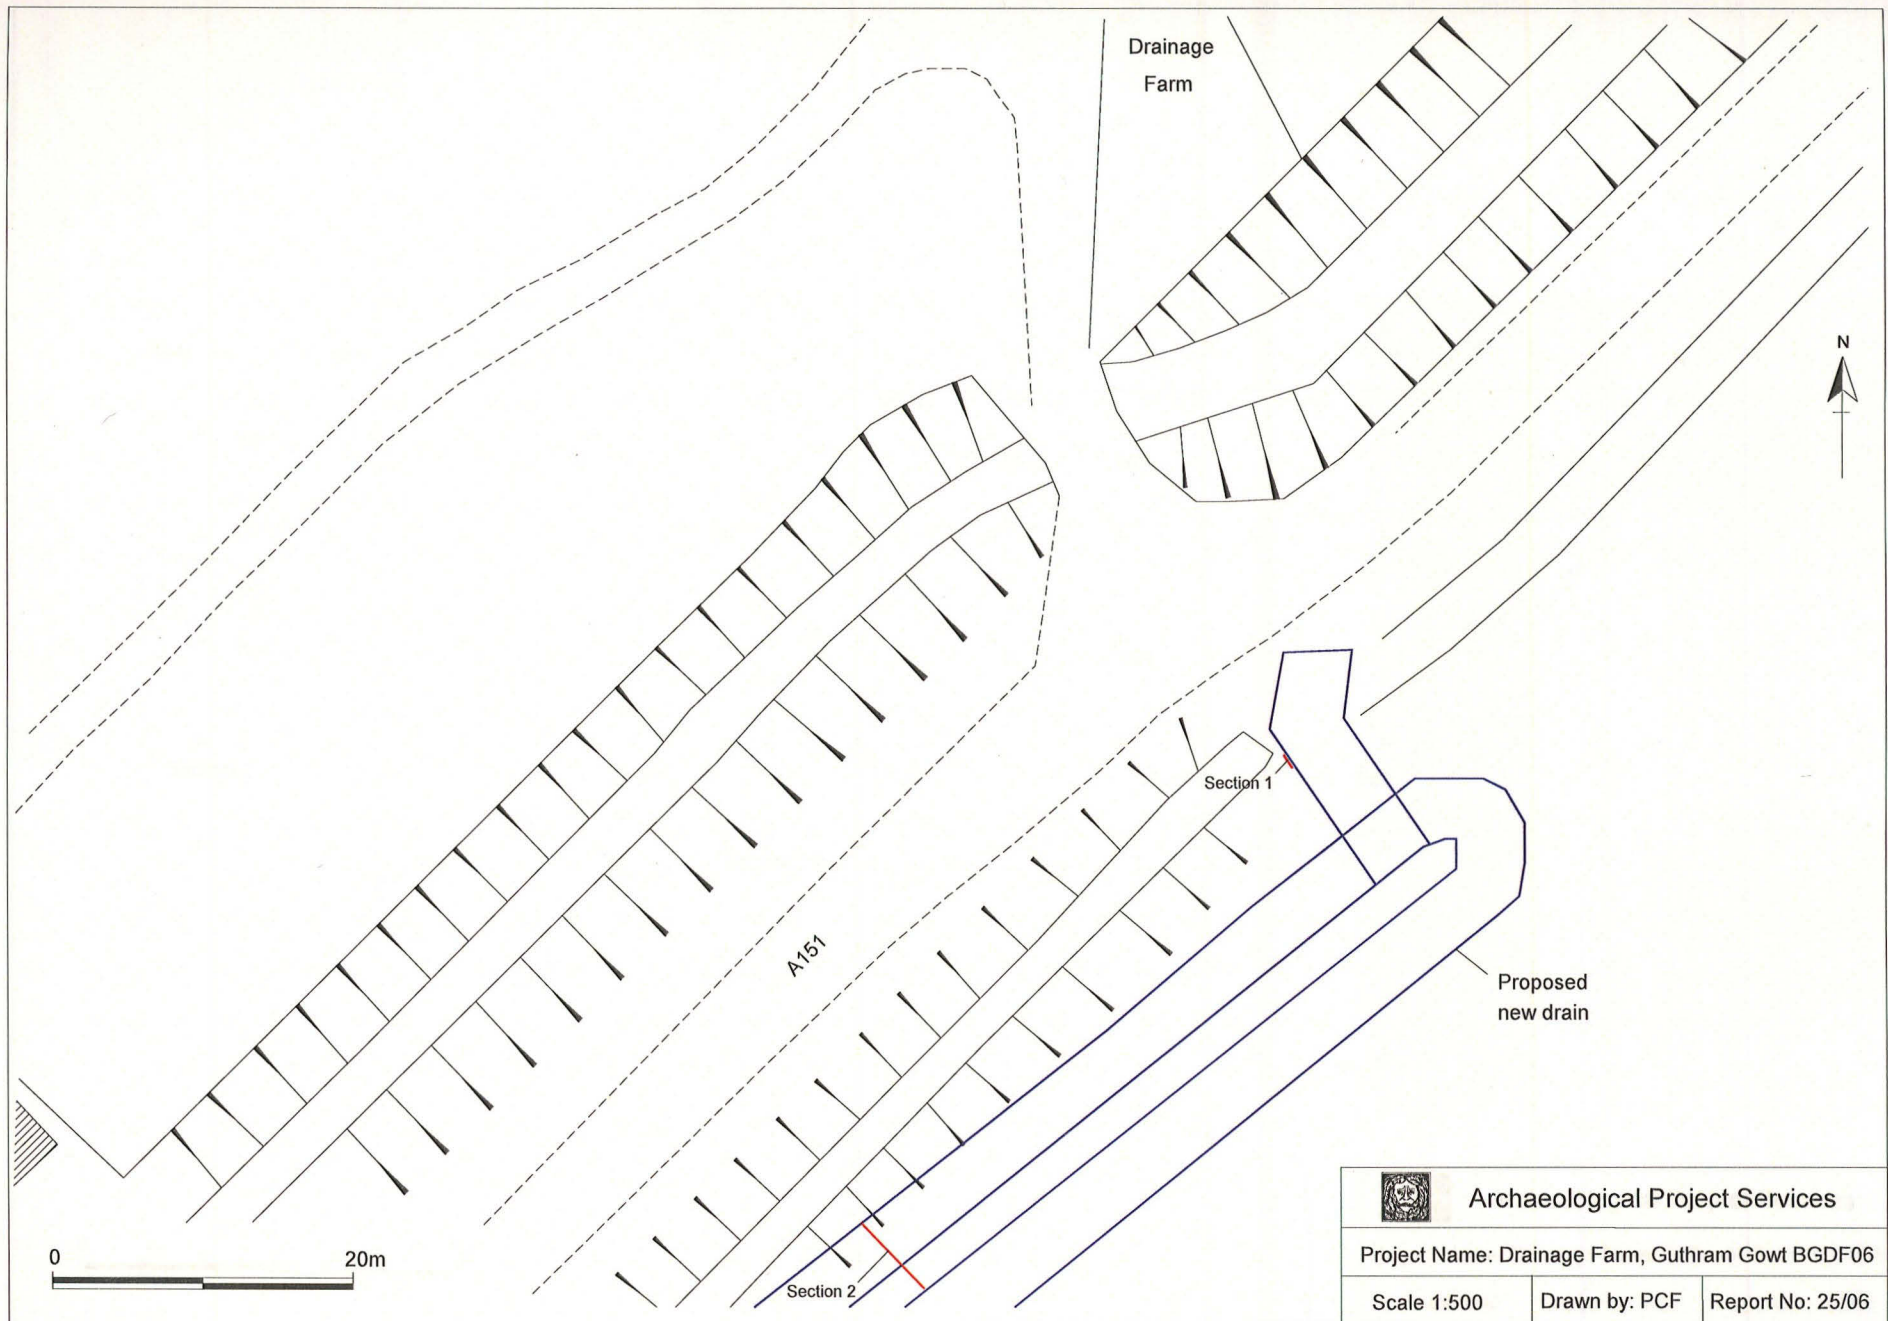 Drainage
Farm
N
Section 1
A151
Proposed
new drain
0 20m
Section 2
Archaeological Project Services
Project Name: Drainage Farm, Guthram Gowt BGDF06
Scale 1:500
Drawn by: PCF
Report No: 25/06